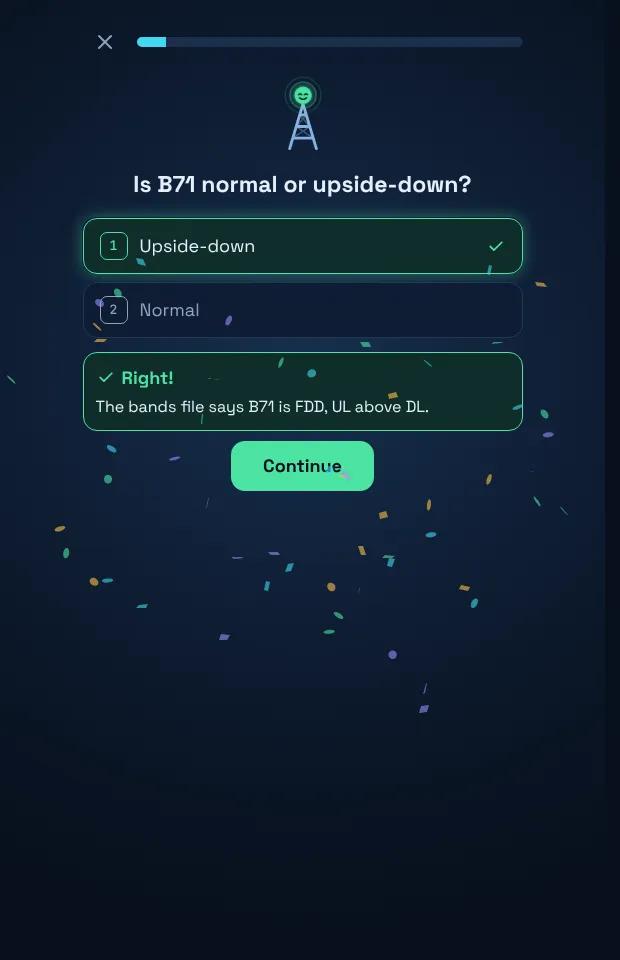 Is B71 normal or upside-down?
1 Upside-down
2 Normal
Right!
The bands file says B71 is FDD, UL above DL.
Continue